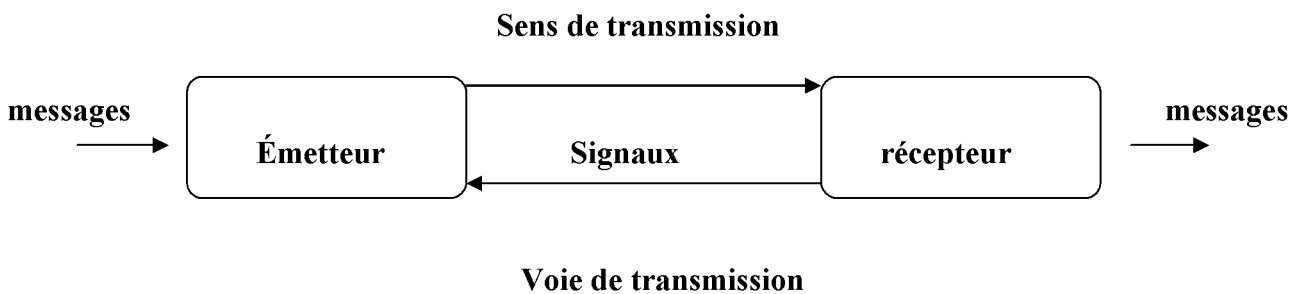 Sens de transmission
messages
messages
Émetteur
Signaux
récepteur
Voie de transmission